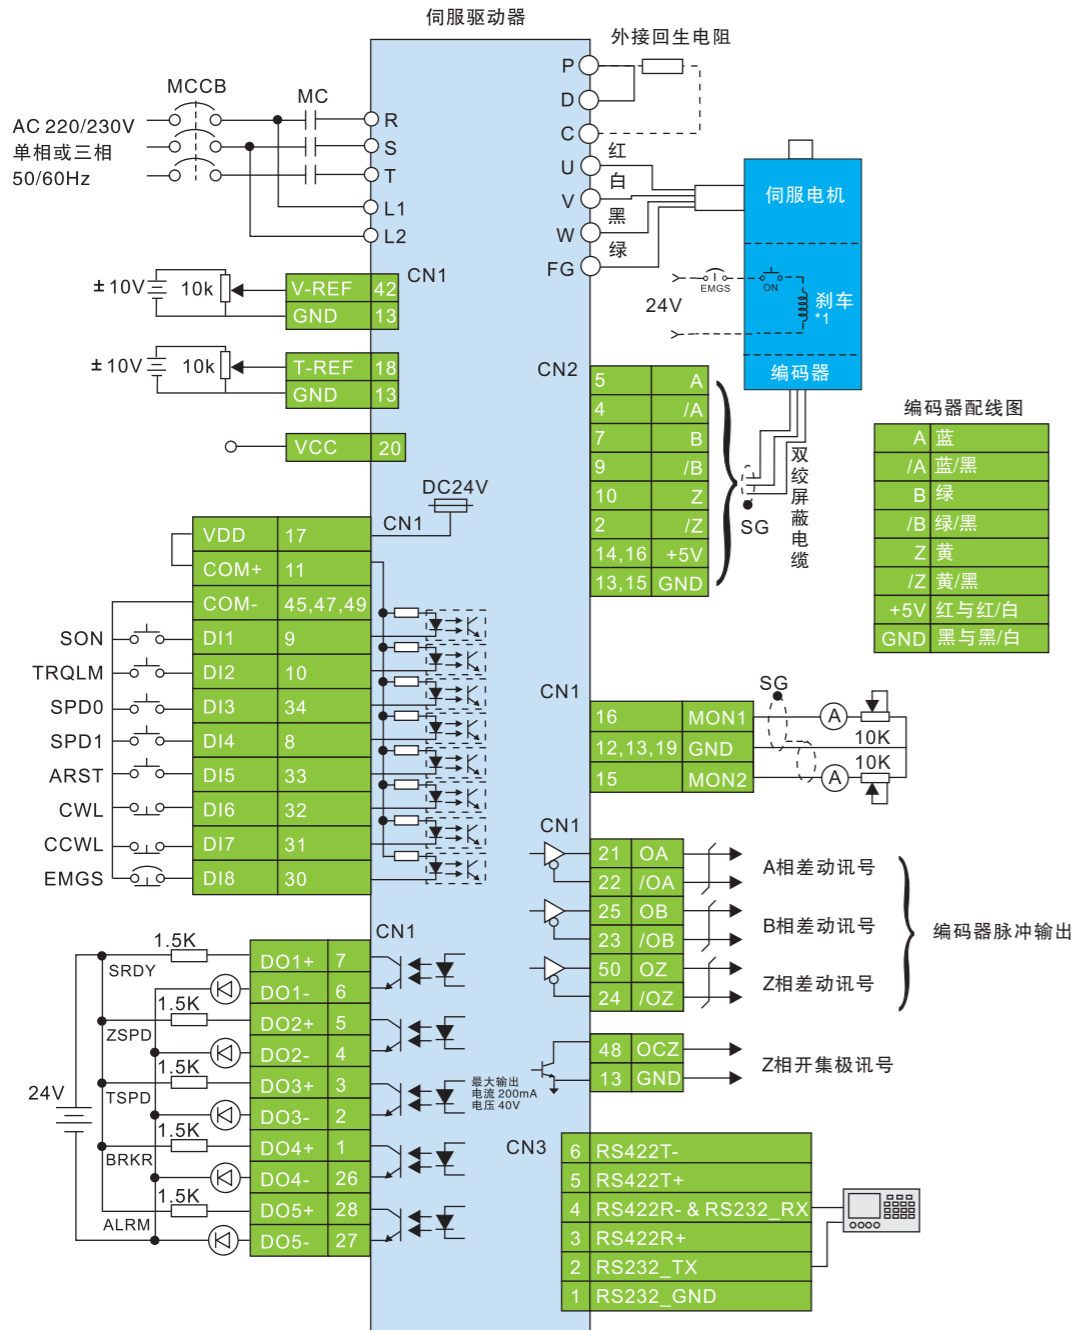 伺服驱动器
外接回生电阻
MCCB
MC
AC 220/230V
单相或三相
50/60Hz
R
S
T
L1
L2
P
D
C
U
V
W
FG
红
白
黑
绿
伺服电机
24V
EMGS
ON
刹车
*1
编码器
CN1
±10V
10k
V-REF 42
GND 13
±10V
10k
T-REF 18
GND 13
VCC 20
CN2
5 A
4 /A
7 B
9 /B
10 Z
2 /Z
14,16 +5V
13,15 GND
SG
双绞屏蔽电缆
编码器配线图
A 蓝
/A 蓝/黑
B 绿
/B 绿/黑
Z 黄
/Z 黄/黑
+5V 红与红/白
GND 黑与黑/白
DC24V
CN1
VDD 17
COM+ 11
COM- 45,47,49
SON DI1 9
TRQLM DI2 10
SPD0 DI3 34
SPD1 DI4 8
ARST DI5 33
CWL DI6 32
CCWL DI7 31
EMGS DI8 30
CN1
16 MON1
12,13,19 GND
15 MON2
SG
A
10K
10K
A
CN1
21 OA
22 /OA
25 OB
23 /OB
50 OZ
24 /OZ
A相差动讯号
B相差动讯号
Z相差动讯号
编码器脉冲输出
48 OCZ
13 GND
Z相开集极讯号
CN1
24V
1.5K
SRDY
DO1+ 7
DO1- 6
1.5K
ZSPD
DO2+ 5
DO2- 4
1.5K
TSPD
DO3+ 3
DO3- 2
1.5K
BRKR
DO4+ 1
DO4- 26
1.5K
ALRM
DO5+ 28
DO5- 27
最大输出
电流 200mA
电压 40V
CN3
6 RS422T-
5 RS422T+
4 RS422R- & RS232_RX
3 RS422R+
2 RS232_TX
1 RS232_GND